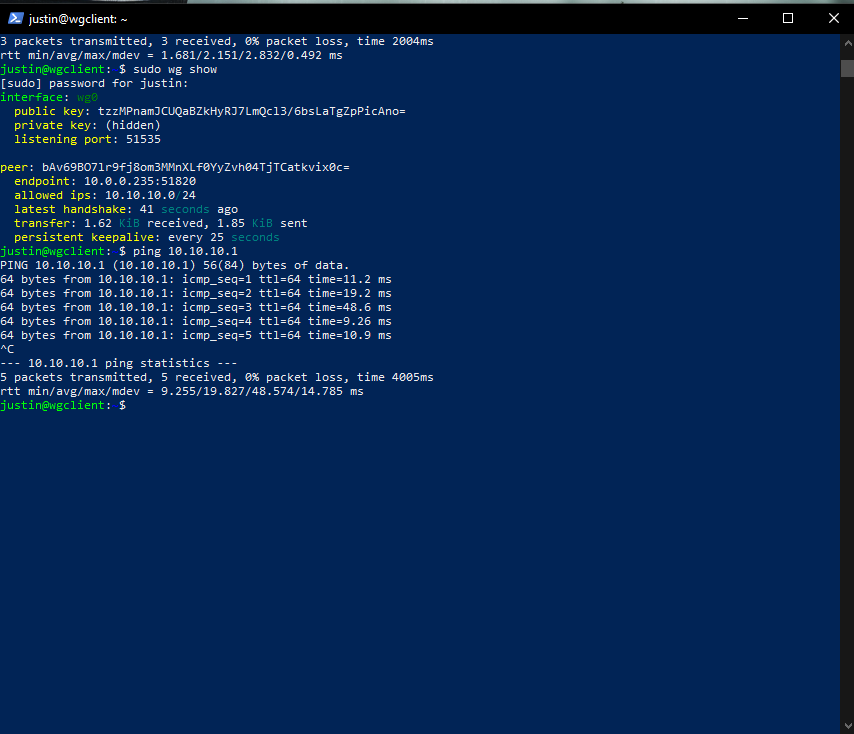 justin@wgclient: ~
3 packets transmitted, 3 received, 0% packet loss, time 2004ms
rtt min/avg/max/mdev = 1.681/2.151/2.832/0.492 ms
justin@wgclient: $ sudo wg show
[sudo] password for justin:
interface: wg0
  public key: tzzMPnamJCUQaBZkHyRJ7LmQcl3/6bsLaTgZpPicAno=
  private key: (hidden)
  listening port: 51535

peer: bAv69BO7lr9fj8om3MMnXLf0YyZvh04TjTCatkvix0c=
  endpoint: 10.0.0.235:51820
  allowed ips: 10.10.10.0/24
  latest handshake: 41 seconds ago
  transfer: 1.62 KiB received, 1.85 KiB sent
  persistent keepalive: every 25 seconds
justin@wgclient: $ ping 10.10.10.1
PING 10.10.10.1 (10.10.10.1) 56(84) bytes of data.
64 bytes from 10.10.10.1: icmp_seq=1 ttl=64 time=11.2 ms
64 bytes from 10.10.10.1: icmp_seq=2 ttl=64 time=19.2 ms
64 bytes from 10.10.10.1: icmp_seq=3 ttl=64 time=48.6 ms
64 bytes from 10.10.10.1: icmp_seq=4 ttl=64 time=9.26 ms
64 bytes from 10.10.10.1: icmp_seq=5 ttl=64 time=10.9 ms
^C
--- 10.10.10.1 ping statistics ---
5 packets transmitted, 5 received, 0% packet loss, time 4005ms
rtt min/avg/max/mdev = 9.255/19.827/48.574/14.785 ms
justin@wgclient: $